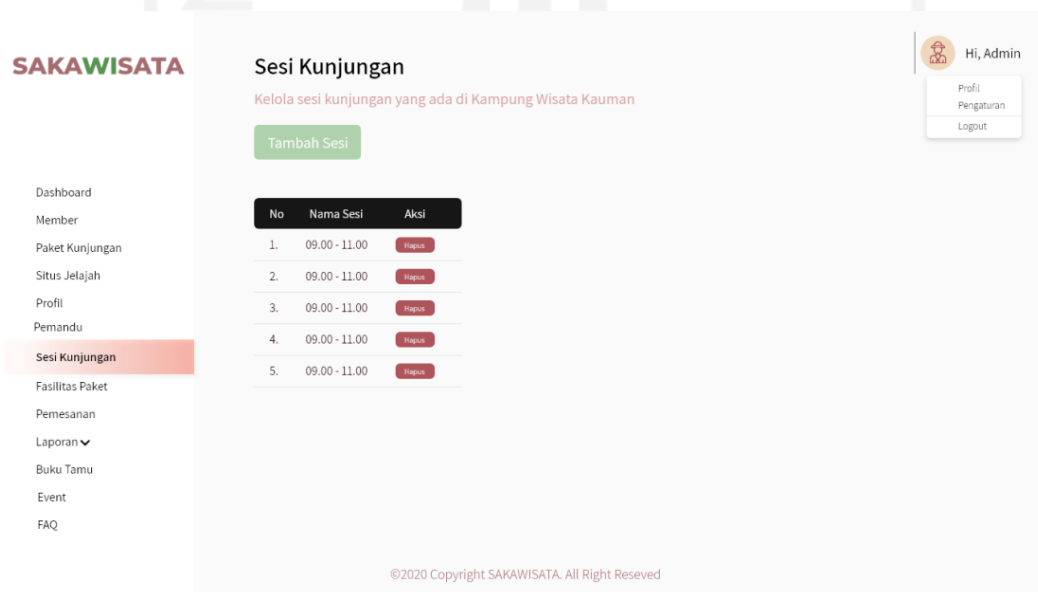 SAKAWISATA
Hi, Admin
Profil
Pengaturan
Logout
Sesi Kunjungan
Kelola sesi kunjungan yang ada di Kampung Wisata Kauman
Tambah Sesi
Dashboard
Member
Paket Kunjungan
Situs Jelajah
Profil
Pemandu
Sesi Kunjungan
Fasilitas Paket
Pemesanan
Laporan
Buku Tamu
Event
FAQ
No Nama Sesi Aksi
1. 09.00 - 11.00 Hapus
2. 09.00 - 11.00 Hapus
3. 09.00 - 11.00 Hapus
4. 09.00 - 11.00 Hapus
5. 09.00 - 11.00 Hapus
©2020 Copyright SAKAWISATA. All Right Reseved